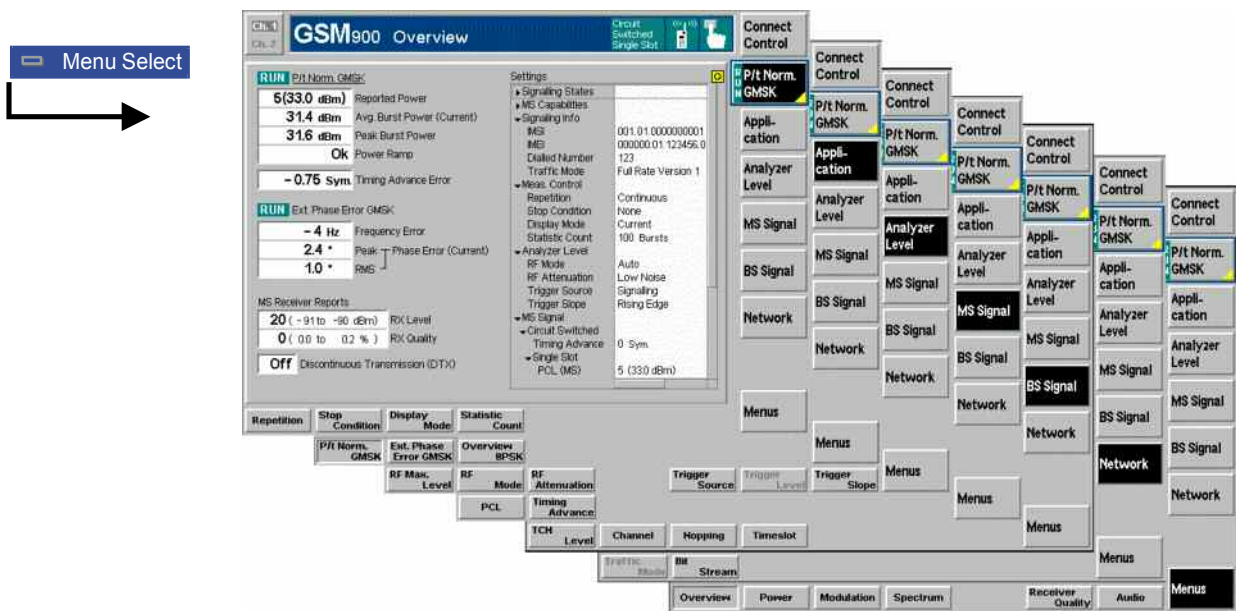 Menu Select
Ch. 1
Ch. 2
GSM900 Overview
Circuit
Switched
Single Slot
RUN P/t Norm. GMSK
5(33.0 dBm) Reported Power
31.4 dBm Avg. Burst Power (Current)
31.6 dBm Peak Burst Power
Ok Power Ramp
- 0.75 Sym. Timing Advance Error
RUN Ext. Phase Error GMSK
- 4 Hz Frequency Error
2.4 ° Peak Phase Error (Current)
1.0 ° RMS
MS Receiver Reports
20 ( - 91 to -90 dBm) RX Level
0 ( 0.0 to 0.2 % ) RX Quality
Off Discontinuous Transmission (DTX)
Settings
Signalling States
MS Capabilities
Signaling Info
IMSI 001.01.0000000001
IMEI 000000.01.123456.0
Dialled Number 123
Traffic Mode Full Rate Version 1
Meas. Control
Repetition Continuous
Stop Condition None
Display Mode Current
Statistic Count 100 Bursts
Analyzer Level
RF Mode Auto
RF Attenuation Low Noise
Trigger Source Signaling
Trigger Slope Rising Edge
MS Signal
Circuit Switched
Timing Advance 0 Sym.
Single Slot
PCL (MS) 5 (33.0 dBm)
Connect
Control
RUN
P/t Norm.
GMSK
Appli-
cation
Analyzer
Level
MS Signal
BS Signal
Network
Menus
Connect
Control
P/t Norm.
GMSK
Appli-
cation
Analyzer
Level
MS Signal
BS Signal
Network
Menus
Connect
Control
P/t Norm.
GMSK
Appli-
cation
Analyzer
Level
MS Signal
BS Signal
Network
Menus
Connect
Control
P/t Norm.
GMSK
Appli-
cation
Analyzer
Level
MS Signal
BS Signal
Network
Menus
Connect
Control
P/t Norm.
GMSK
Appli-
cation
Analyzer
Level
MS Signal
BS Signal
Network
Menus
Connect
Control
P/t Norm.
GMSK
Appli-
cation
Analyzer
Level
MS Signal
BS Signal
Network
Menus
Connect
Control
P/t Norm.
GMSK
Appli-
cation
Analyzer
Level
MS Signal
BS Signal
Network
Menus
Repetition Stop Condition Display Mode Statistic Count
P/t Norm. GMSK Ext. Phase Error GMSK Overview 8PSK
RF Max. Level RF Mode RF Attenuation Trigger Source Trigger Level Trigger Slope
PCL Timing Advance
TCH Level Channel Hopping Timeslot
Traffic Mode Bit Stream
Overview Power Modulation Spectrum Receiver Quality Audio